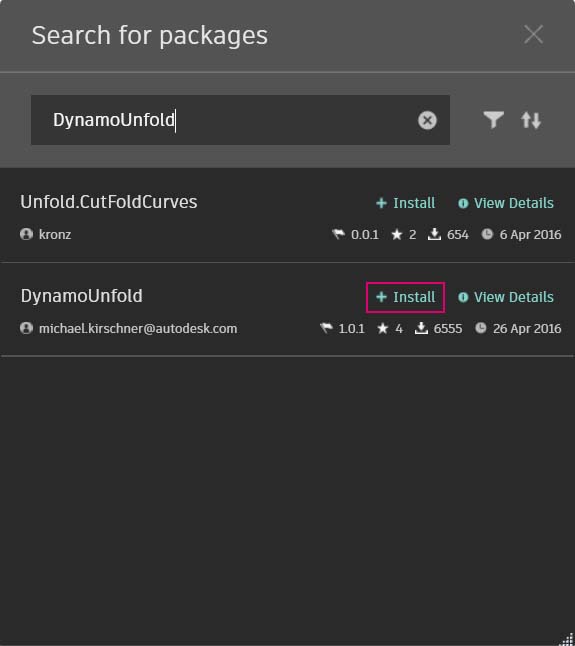 Search for packages
DynamoUnfold
Unfold.CutFoldCurves Install View Details
kronz 0.0.1 2 654 6 Apr 2016
DynamoUnfold Install View Details
michael.kirschner@autodesk.com 1.0.1 4 6555 26 Apr 2016